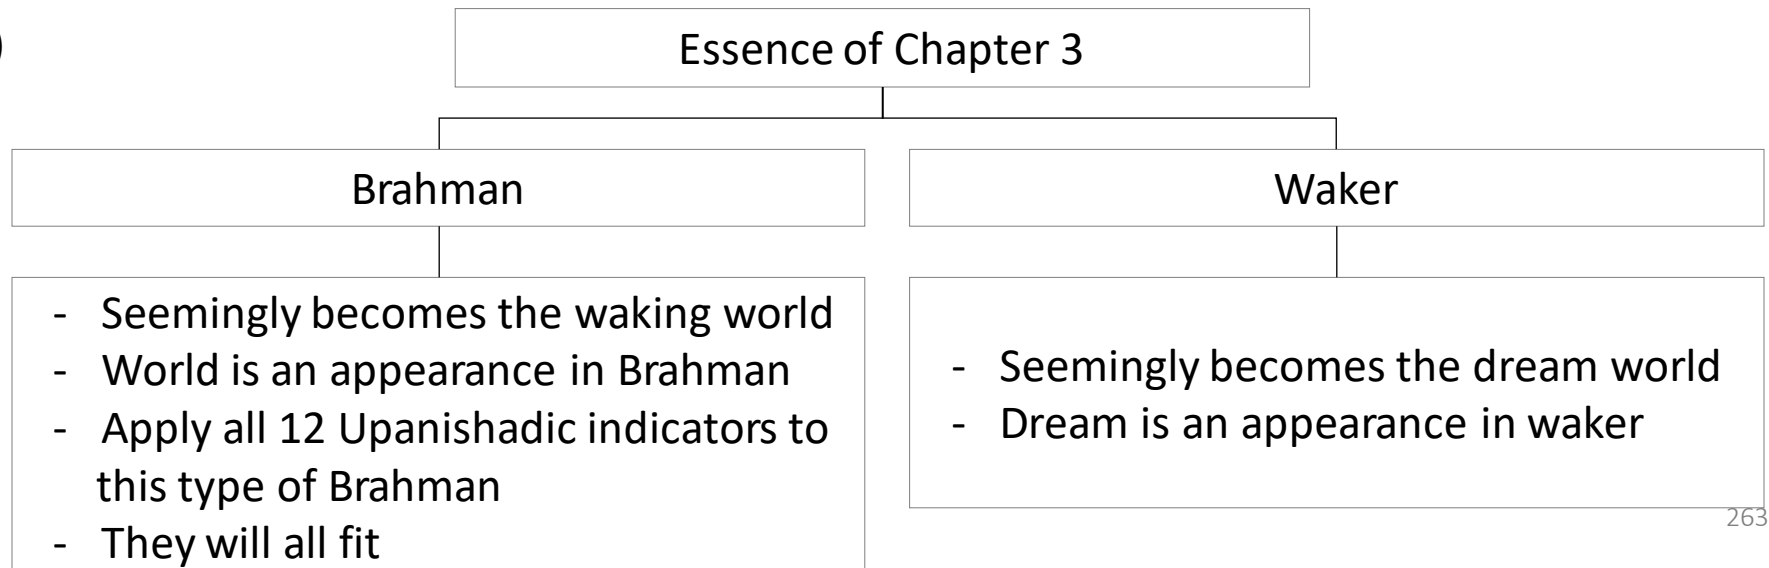 )
Essence of Chapter 3
Brahman
Waker
- Seemingly becomes the waking world
- World is an appearance in Brahman
- Apply all 12 Upanishadic indicators to
this type of Brahman
- They will all fit
- Seemingly becomes the dream world
- Dream is an appearance in waker
263